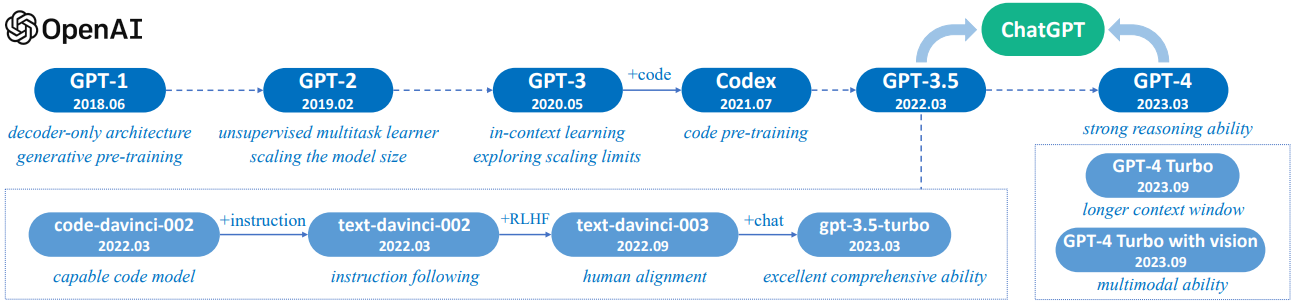 OpenAI
ChatGPT
GPT-1
2018.06
decoder-only architecture
generative pre-training
GPT-2
2019.02
unsupervised multitask learner
scaling the model size
GPT-3
2020.05
in-context learning
exploring scaling limits
+code
Codex
2021.07
code pre-training
GPT-3.5
2022.03
GPT-4
2023.03
strong reasoning ability
code-davinci-002
2022.03
capable code model
+instruction
text-davinci-002
2022.03
instruction following
+RLHF
text-davinci-003
2022.09
human alignment
+chat
gpt-3.5-turbo
2023.03
excellent comprehensive ability
GPT-4 Turbo
2023.09
longer context window
GPT-4 Turbo with vision
2023.09
multimodal ability